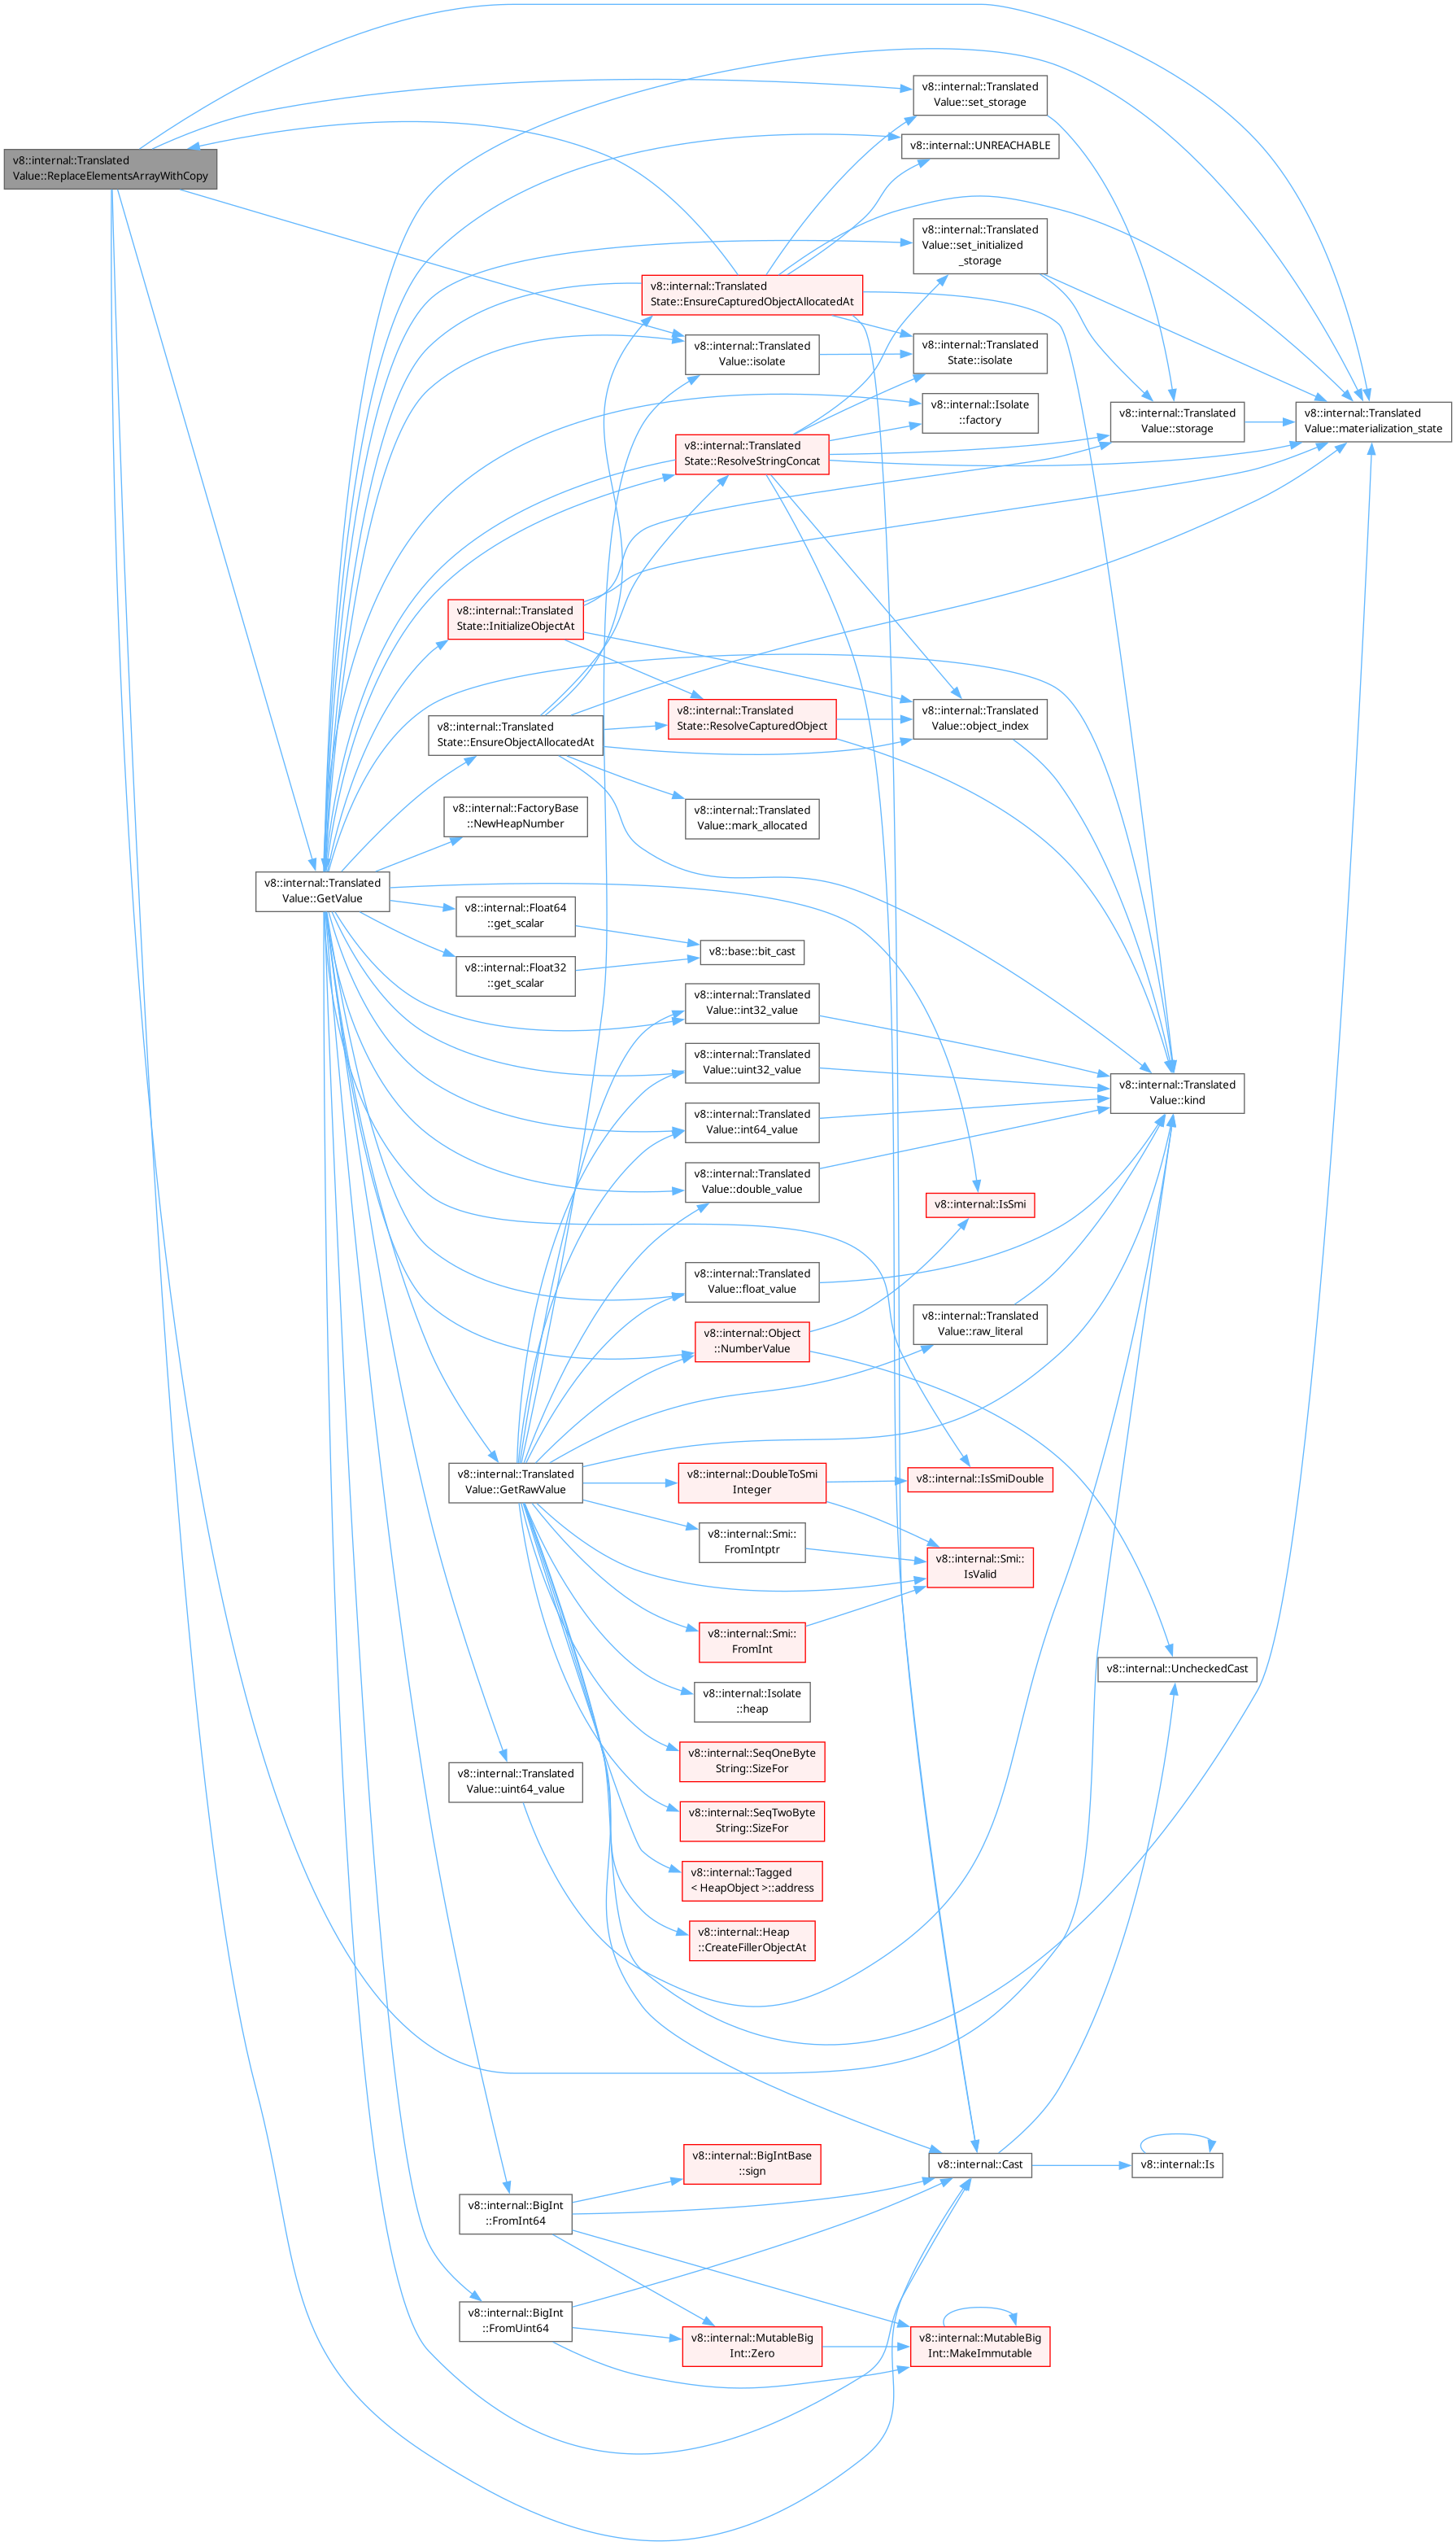 v8::internal::Translated
Value::ReplaceElementsArrayWithCopy
v8::internal::Translated
Value::GetValue
v8::internal::Translated
State::InitializeObjectAt
v8::internal::Translated
State::EnsureObjectAllocatedAt
v8::internal::FactoryBase
::NewHeapNumber
v8::internal::Float64
::get_scalar
v8::internal::Float32
::get_scalar
v8::internal::Translated
Value::GetRawValue
v8::internal::Translated
Value::uint64_value
v8::internal::BigInt
::FromInt64
v8::internal::BigInt
::FromUint64
v8::internal::Translated
State::EnsureCapturedObjectAllocatedAt
v8::internal::Translated
Value::isolate
v8::internal::Translated
State::ResolveStringConcat
v8::internal::Translated
State::ResolveCapturedObject
v8::internal::Translated
Value::mark_allocated
v8::base::bit_cast
v8::internal::Translated
Value::int32_value
v8::internal::Translated
Value::uint32_value
v8::internal::Translated
Value::int64_value
v8::internal::Translated
Value::double_value
v8::internal::Translated
Value::float_value
v8::internal::Object
::NumberValue
v8::internal::DoubleToSmi
Integer
v8::internal::Smi::
FromIntptr
v8::internal::Smi::
FromInt
v8::internal::Isolate
::heap
v8::internal::SeqOneByte
String::SizeFor
v8::internal::SeqTwoByte
String::SizeFor
v8::internal::Tagged
< HeapObject >::address
v8::internal::Heap
::CreateFillerObjectAt
v8::internal::BigIntBase
::sign
v8::internal::MutableBig
Int::Zero
v8::internal::Translated
Value::set_storage
v8::internal::UNREACHABLE
v8::internal::Translated
Value::set_initialized
_storage
v8::internal::Translated
State::isolate
v8::internal::Isolate
::factory
v8::internal::Translated
Value::object_index
v8::internal::IsSmi
v8::internal::Translated
Value::raw_literal
v8::internal::IsSmiDouble
v8::internal::Smi::
IsValid
v8::internal::Cast
v8::internal::MutableBig
Int::MakeImmutable
v8::internal::Translated
Value::storage
v8::internal::Translated
Value::kind
v8::internal::UncheckedCast
v8::internal::Is
v8::internal::Translated
Value::materialization_state